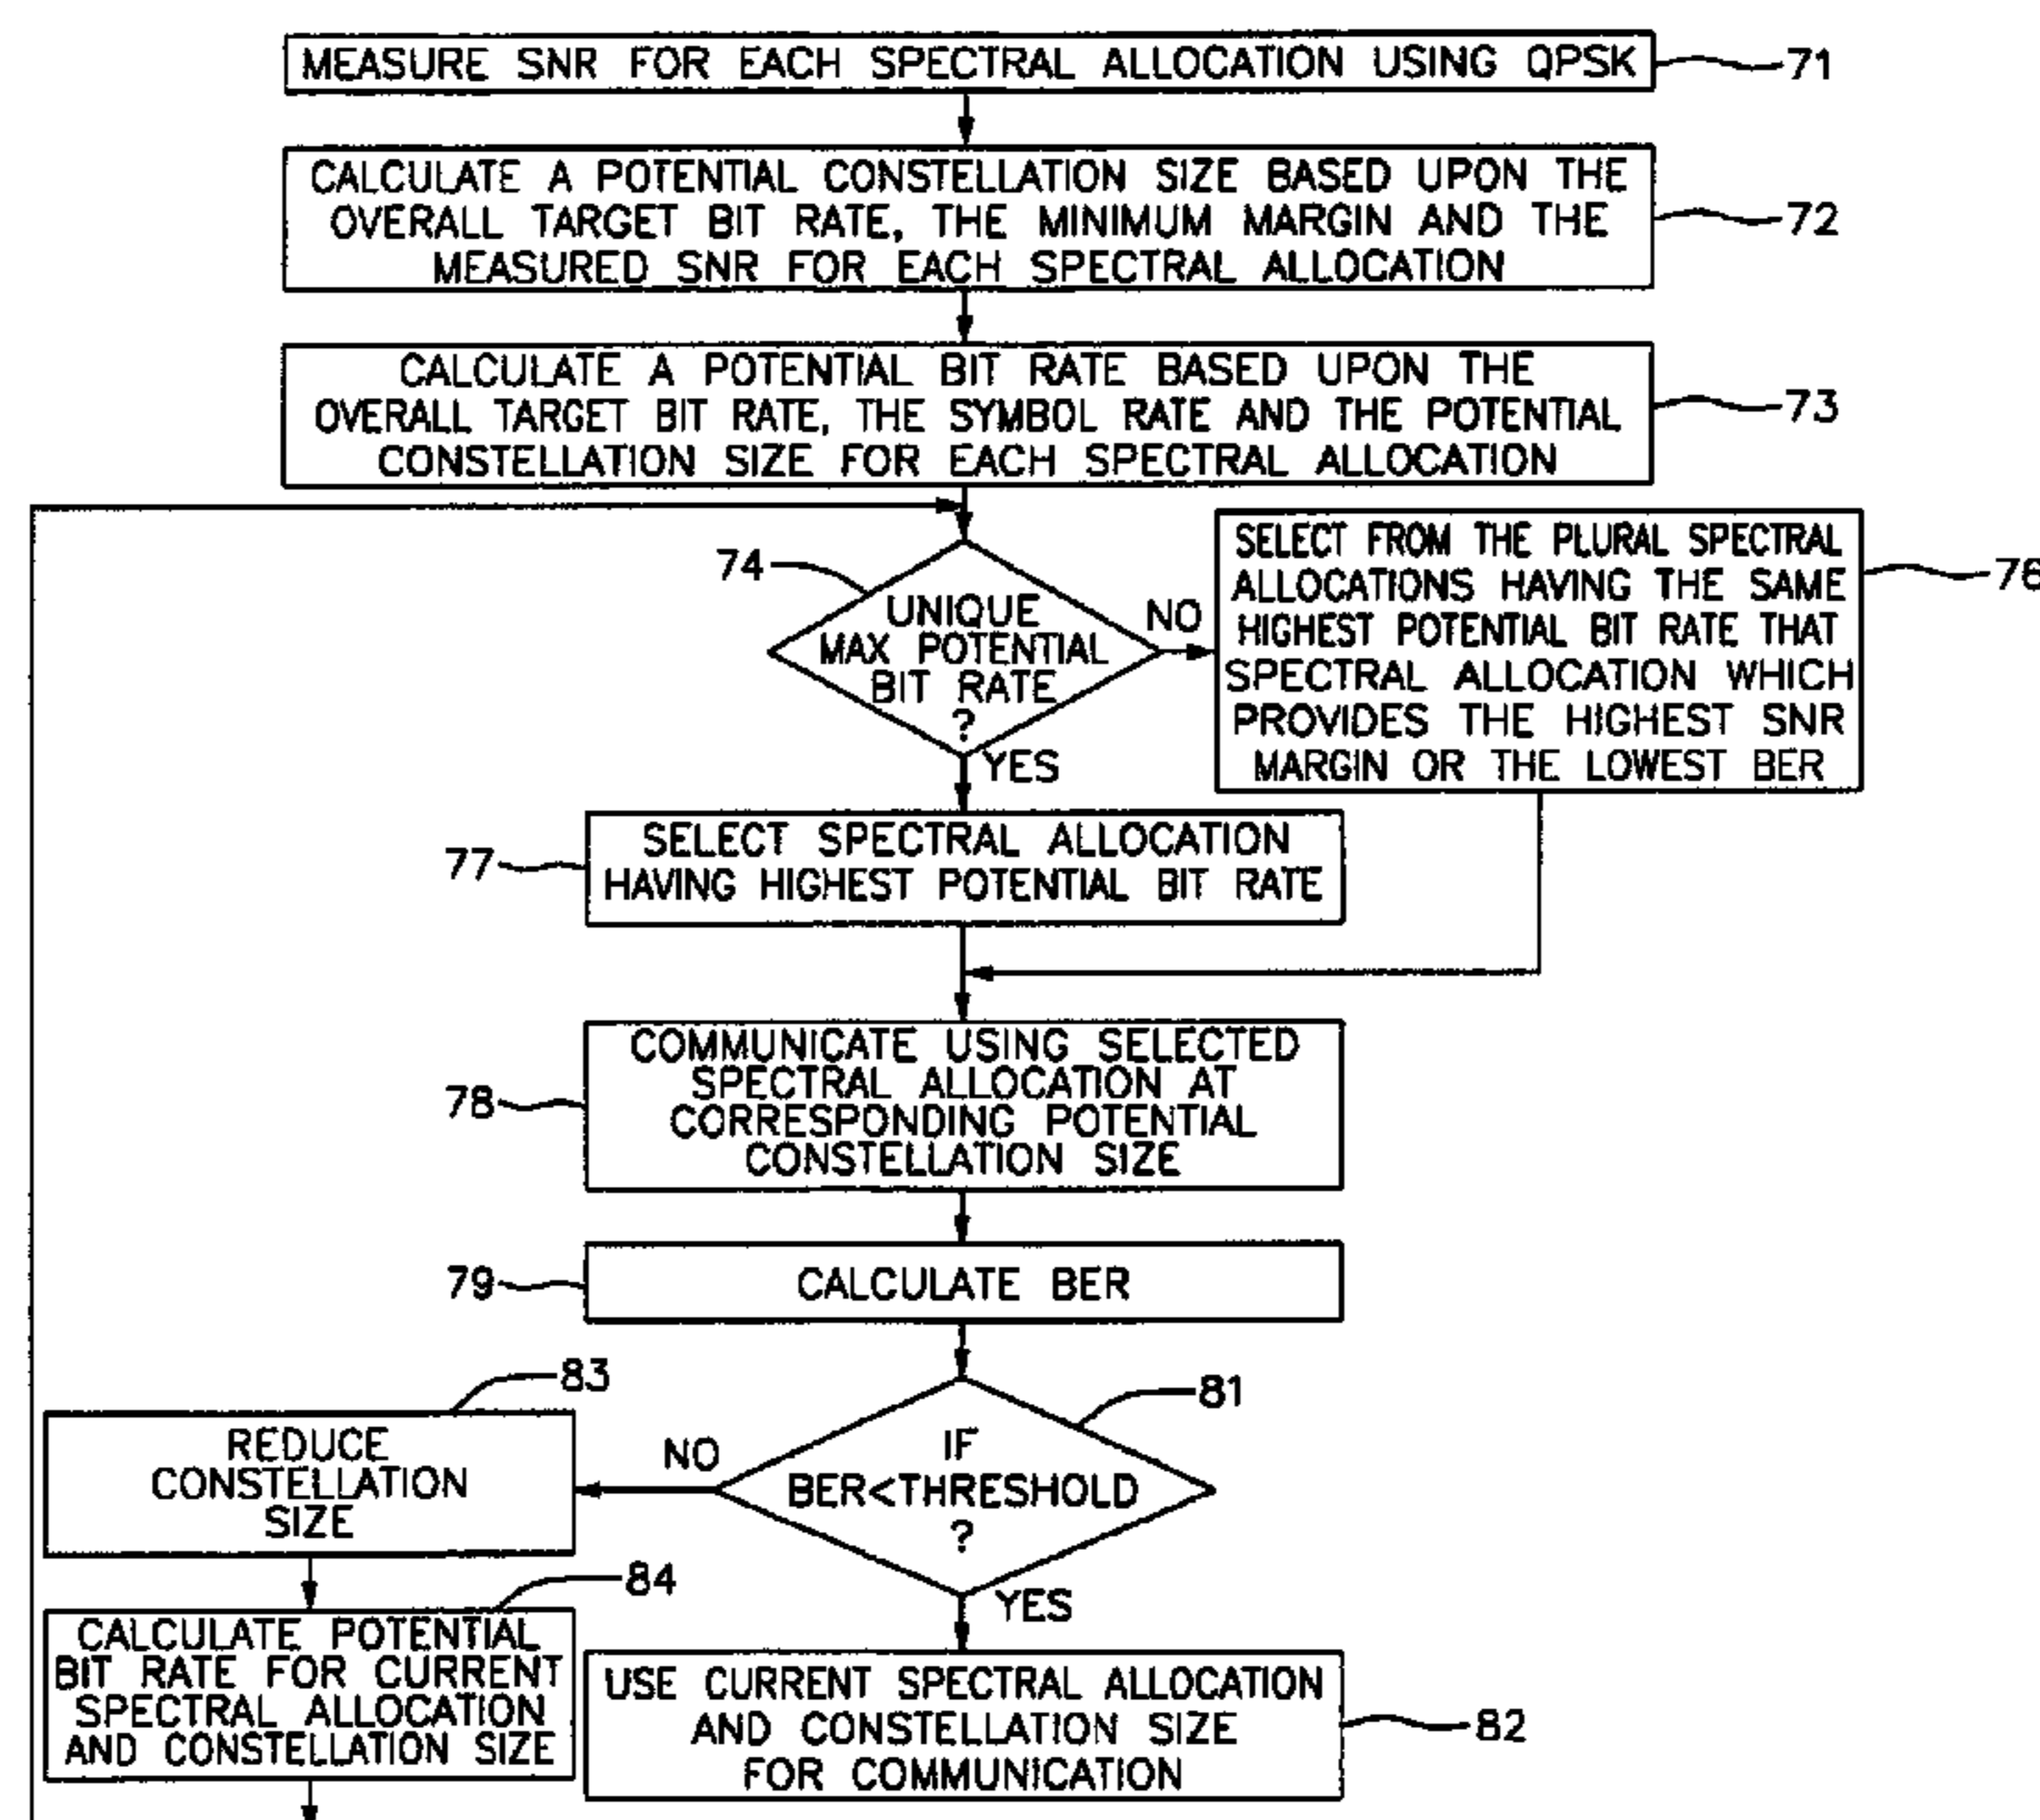 MEASURE SNR FOR EACH SPECTRAL ALLOCATION USING QPSK
71
CALCULATE A POTENTIAL CONSTELLATION SIZE BASED UPON THE
OVERALL TARGET BIT RATE, THE MINIMUM MARGIN AND THE
MEASURED SNR FOR EACH SPECTRAL ALLOCATION
72
CALCULATE A POTENTIAL BIT RATE BASED UPON THE
OVERALL TARGET BIT RATE, THE SYMBOL RATE AND THE POTENTIAL
CONSTELLATION SIZE FOR EACH SPECTRAL ALLOCATION
73
74
UNIQUE
MAX POTENTIAL
BIT RATE
?
NO
YES
SELECT FROM THE PLURAL SPECTRAL
ALLOCATIONS HAVING THE SAME
HIGHEST POTENTIAL BIT RATE THAT
SPECTRAL ALLOCATION WHICH
PROVIDES THE HIGHEST SNR
MARGIN OR THE LOWEST BER
76
77
SELECT SPECTRAL ALLOCATION
HAVING HIGHEST POTENTIAL BIT RATE
78
COMMUNICATE USING SELECTED
SPECTRAL ALLOCATION AT
CORRESPONDING POTENTIAL
CONSTELLATION SIZE
79
CALCULATE BER
81
IF
BER<THRESHOLD
?
NO
YES
83
REDUCE
CONSTELLATION
SIZE
84
CALCULATE POTENTIAL
BIT RATE FOR CURRENT
SPECTRAL ALLOCATION
AND CONSTELLATION SIZE
USE CURRENT SPECTRAL ALLOCATION
AND CONSTELLATION SIZE
FOR COMMUNICATION
82